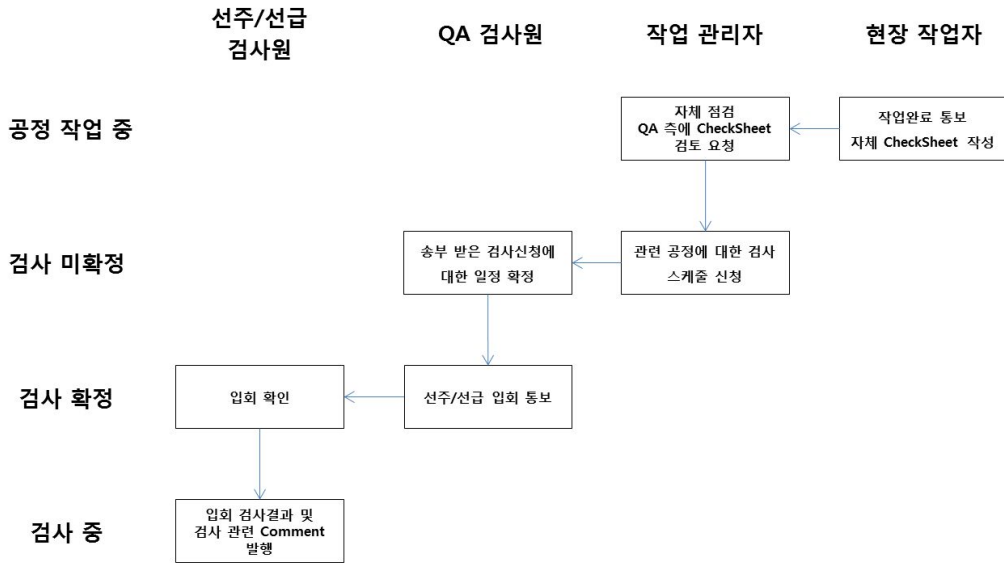 선주/선급
검사원
QA 검사원
작업 관리자
현장 작업자
공정 작업 중
자체 점검
QA 측에 CheckSheet
검토 요청
작업완료 통보
자체 CheckSheet 작성
검사 미확정
송부 받은 검사신청에
대한 일정 확정
관련 공정에 대한 검사
스케줄 신청
검사 확정
입회 확인
선주/선급 입회 통보
검사 중
입회 검사결과 및
검사 관련 Comment
발행